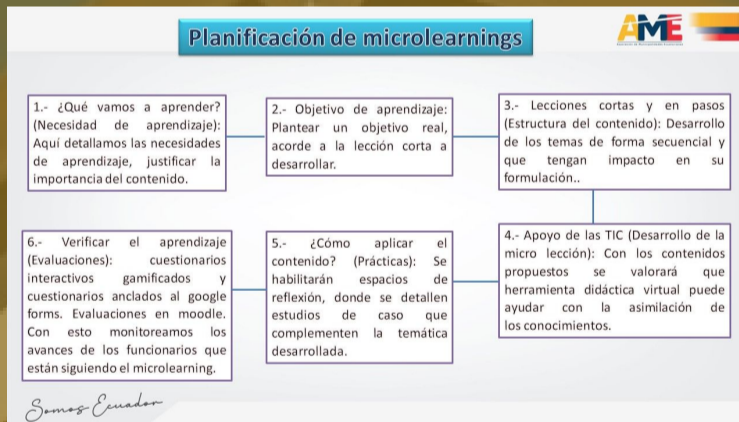 Planificación de microlearnings
AME
1.- ¿Qué vamos a aprender?
(Necesidad de aprendizaje):
Aquí detallamos las necesidades
de aprendizaje, justificar la
importancia del contenido.
2.- Objetivo de aprendizaje:
Plantear un objetivo real,
acorde a la lección corta a
desarrollar.
3.- Lecciones cortas y en pasos
(Estructura del contenido): Desarrollo
de los temas de forma secuencial y
que tengan impacto en su
formulación..
4.- Apoyo de las TIC (Desarrollo de la
micro lección): Con los contenidos
propuestos se valorará que
herramienta didáctica virtual puede
ayudar con la asimilación de
los conocimientos.
5.- ¿Cómo aplicar el
contenido? (Prácticas): Se
habilitarán espacios de
reflexión, donde se detallen
estudios de caso que
complementen la temática
desarrollada.
6.- Verificar el aprendizaje
(Evaluaciones): cuestionarios
interactivos gamificados y
cuestionarios anclados al google
forms. Evaluaciones en moodle.
Con esto monitoreamos los
avances de los funcionarios que
están siguiendo el microlearning.
Somos Ecuador